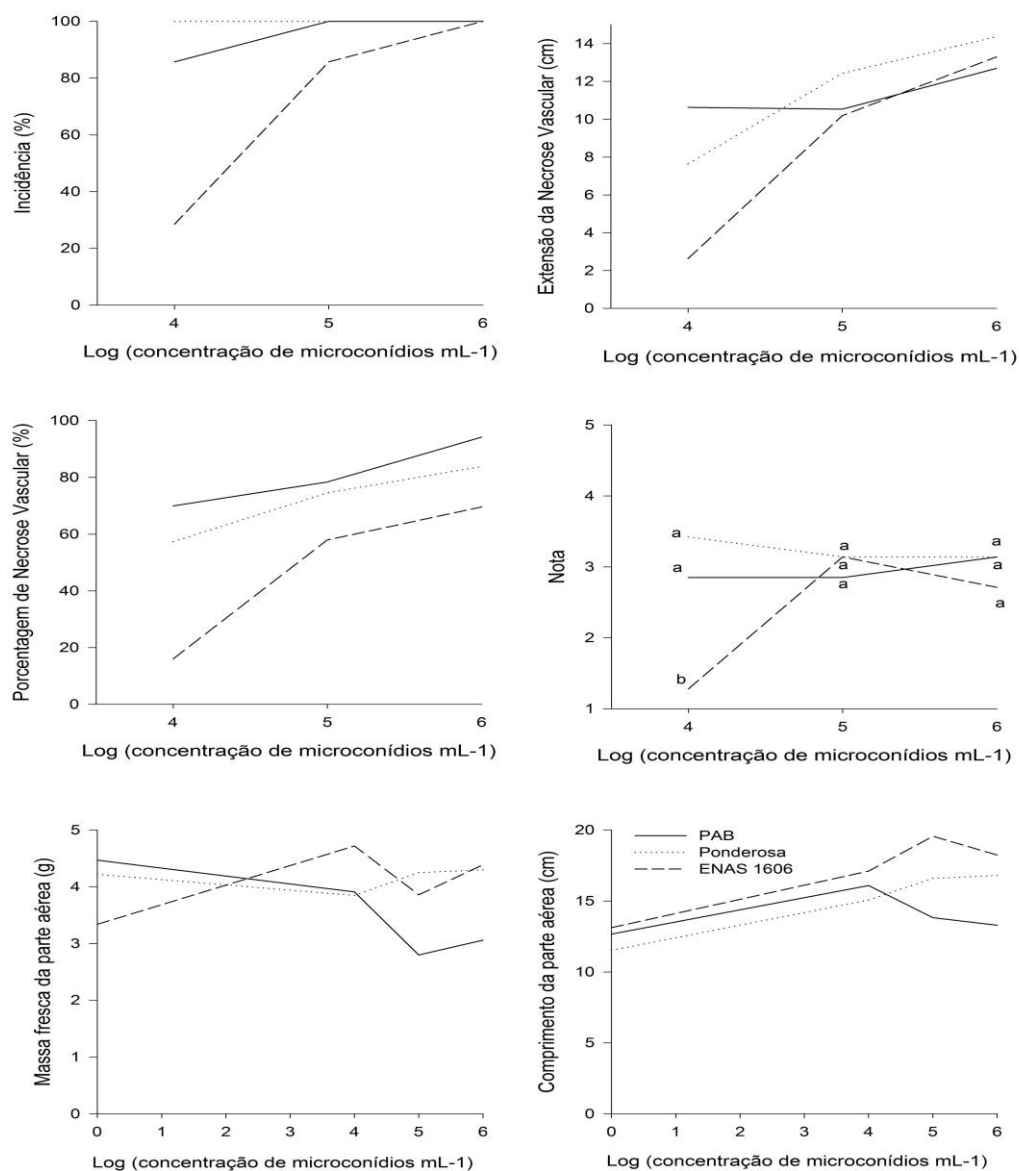 Incidência (%)
100
80
60
40
20
0
4
5
6
Log (concentração de microconídios mL-1)
Extensão da Necrose Vascular (cm)
14
12
10
8
6
4
2
0
4
5
6
Log (concentração de microconídios mL-1)
Porcentagem de Necrose Vascular (%)
100
80
60
40
20
0
4
5
6
Log (concentração de microconídios mL-1)
Nota
5
4
3
2
1
a
a
b
a
a
a
a
a
a
4
5
6
Log (concentração de microconídios mL-1)
Massa fresca da parte aérea (g)
5
4
3
2
1
0
0
1
2
3
4
5
6
Log (concentração de microconídios mL-1)
Comprimento da parte aérea (cm)
20
15
10
5
0
PAB
Ponderosa
ENAS 1606
0
1
2
3
4
5
6
Log (concentração de microconídios mL-1)